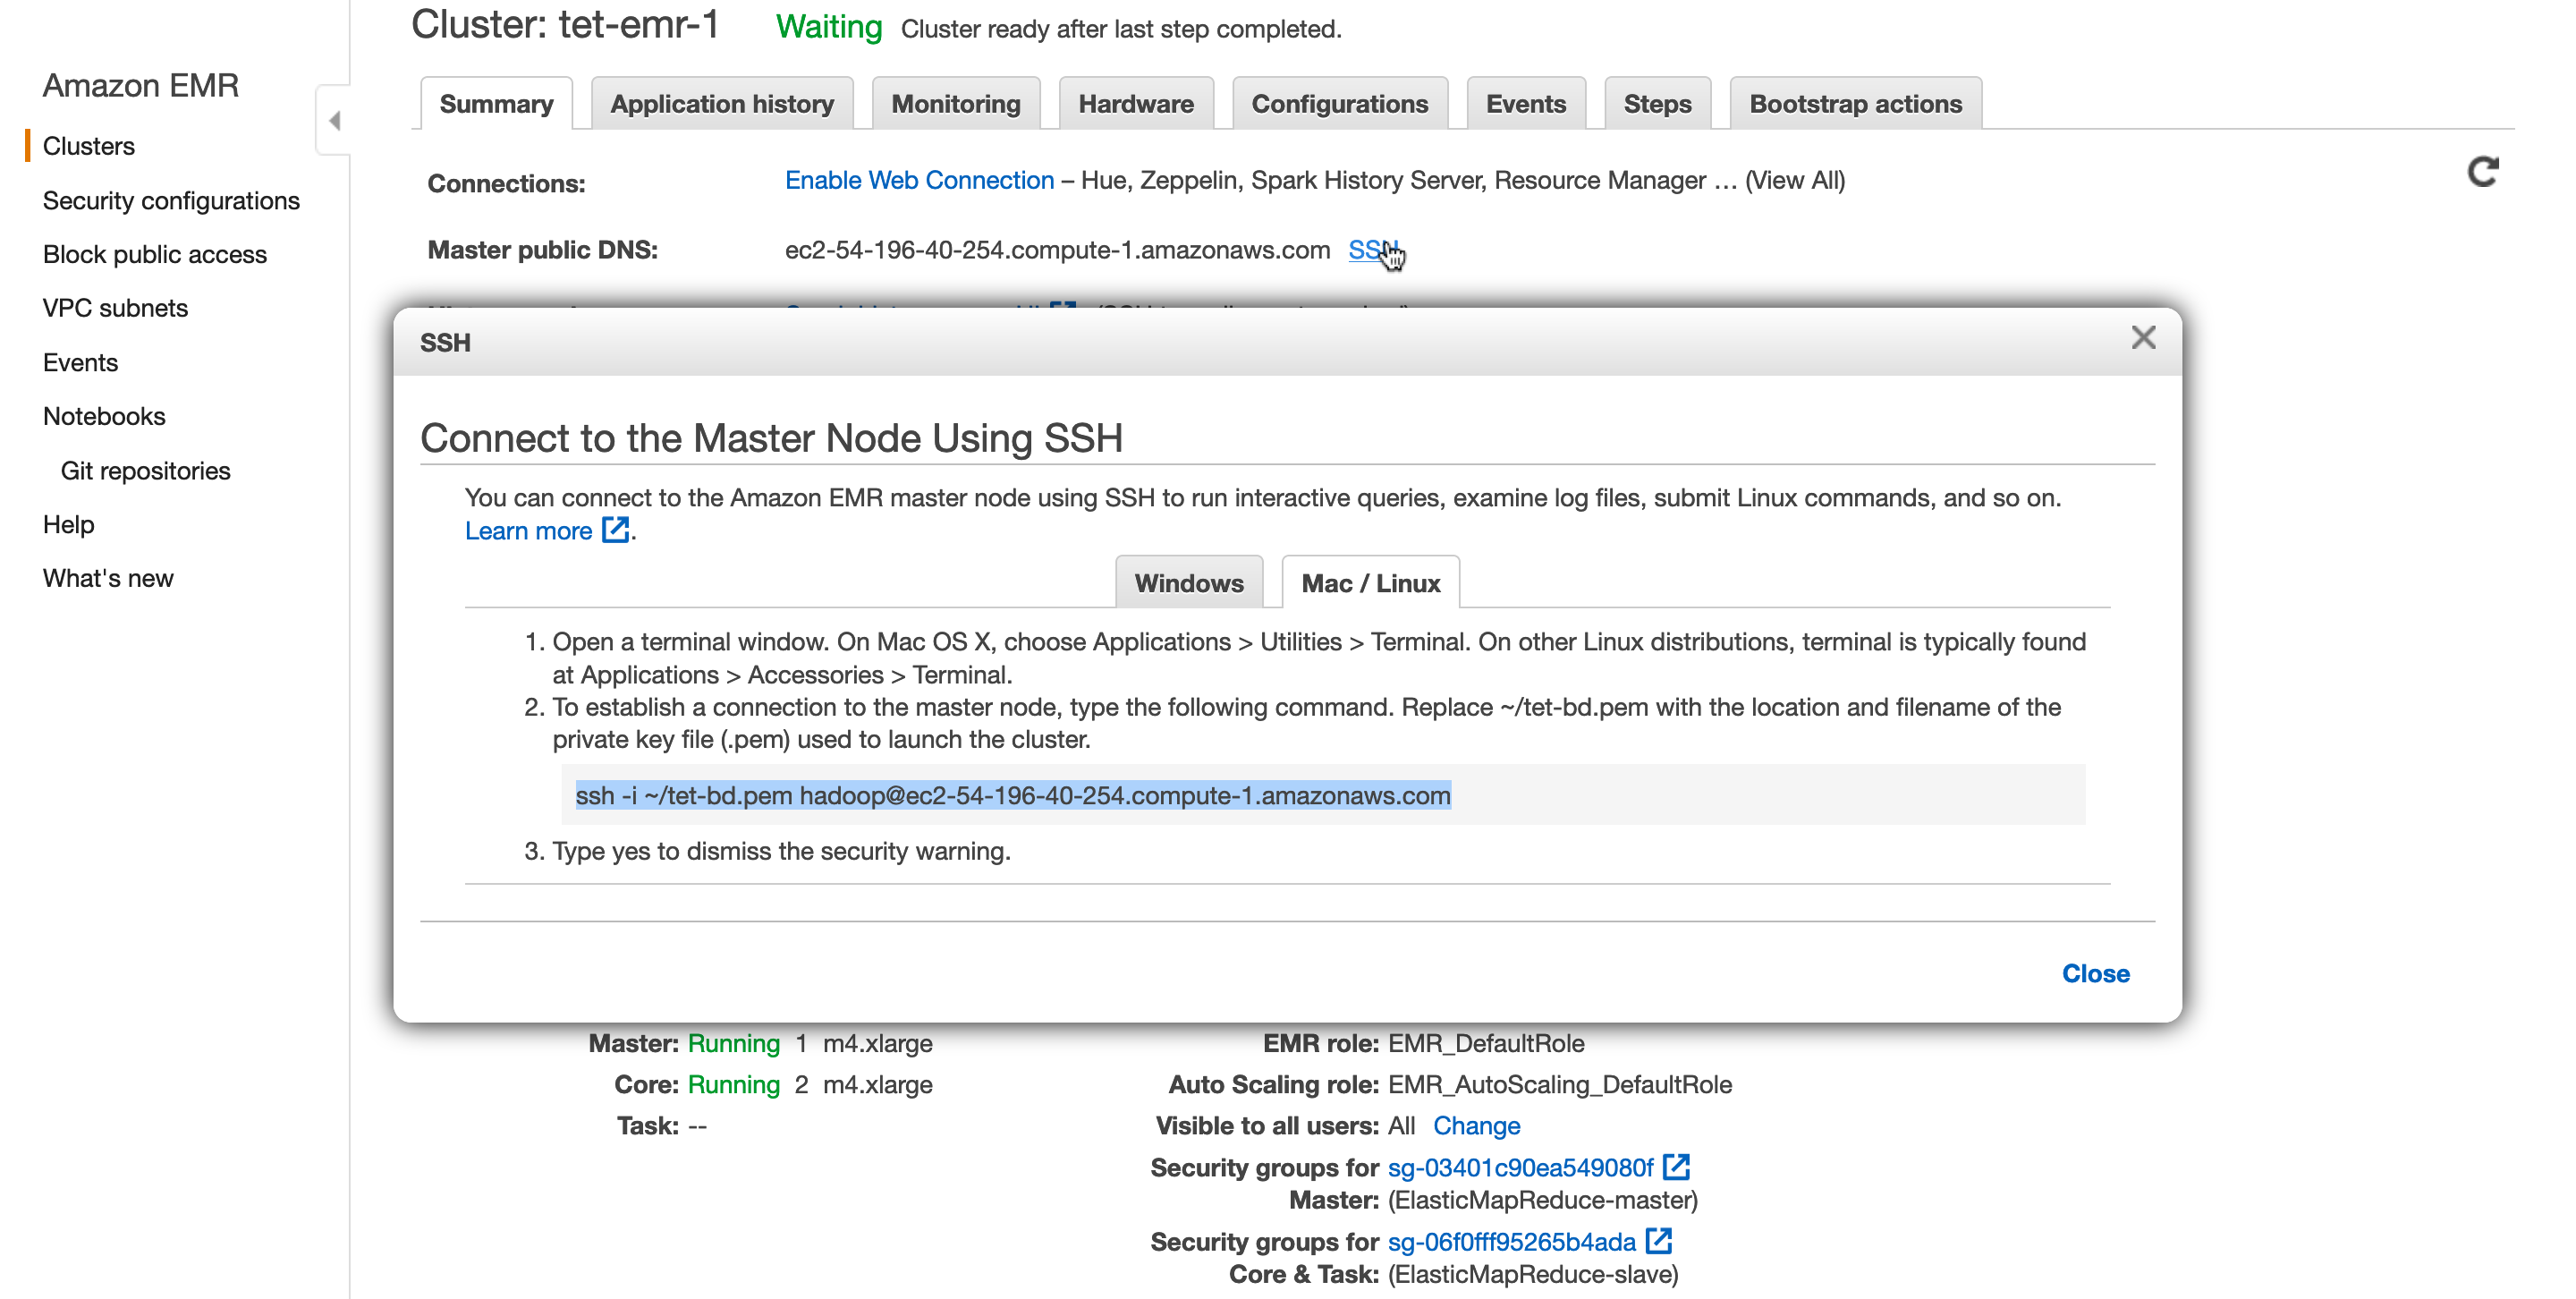 Cluster: tet-emr-1 Waiting Cluster ready after last step completed.
Amazon EMR
Clusters
Security configurations
Block public access
VPC subnets
Events
Notebooks
Git repositories
Help
What's new
Summary Application history Monitoring Hardware Configurations Events Steps Bootstrap actions
Connections: Enable Web Connection – Hue, Zeppelin, Spark History Server, Resource Manager … (View All)
Master public DNS: ec2-54-196-40-254.compute-1.amazonaws.com SSH
SSH
Connect to the Master Node Using SSH
You can connect to the Amazon EMR master node using SSH to run interactive queries, examine log files, submit Linux commands, and so on.
Learn more .
Windows Mac / Linux
1. Open a terminal window. On Mac OS X, choose Applications > Utilities > Terminal. On other Linux distributions, terminal is typically found
at Applications > Accessories > Terminal.
2. To establish a connection to the master node, type the following command. Replace ~/tet-bd.pem with the location and filename of the
private key file (.pem) used to launch the cluster.
ssh -i ~/tet-bd.pem hadoop@ec2-54-196-40-254.compute-1.amazonaws.com
3. Type yes to dismiss the security warning.
Close
Master: Running 1 m4.xlarge
Core: Running 2 m4.xlarge
Task: --
EMR role: EMR_DefaultRole
Auto Scaling role: EMR_AutoScaling_DefaultRole
Visible to all users: All Change
Security groups for sg-03401c90ea549080f
Master: (ElasticMapReduce-master)
Security groups for sg-06f0fff95265b4ada
Core & Task: (ElasticMapReduce-slave)